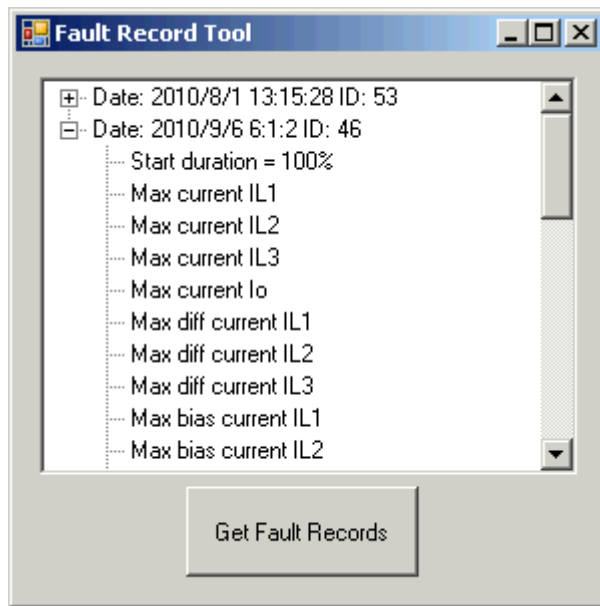 Fault Record Tool
Date: 2010/8/1 13:15:28 ID: 53
Date: 2010/9/6 6:1:2 ID: 46
Start duration = 100%
Max current IL1
Max current IL2
Max current IL3
Max current Io
Max diff current IL1
Max diff current IL2
Max diff current IL3
Max bias current IL1
Max bias current IL2
Get Fault Records